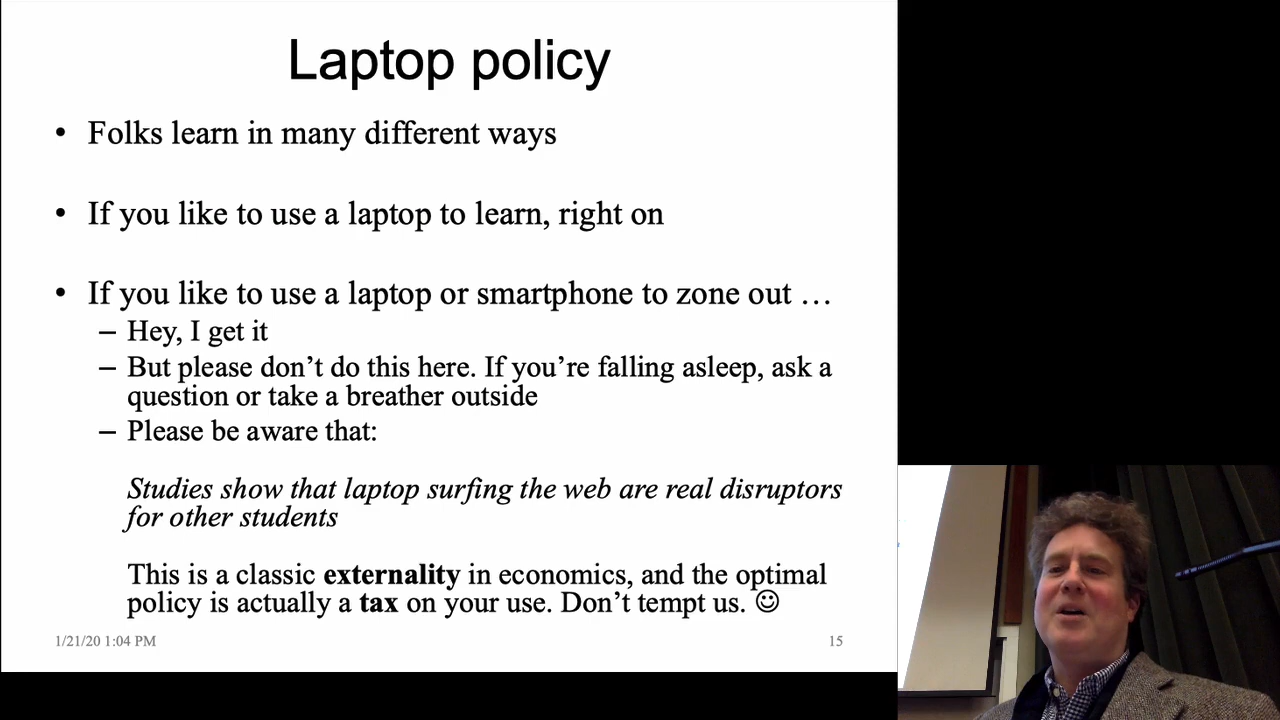 Laptop policy
• Folks learn in many different ways
• If you like to use a laptop to learn, right on
• If you like to use a laptop or smartphone to zone out …
– Hey, I get it
– But please don’t do this here. If you’re falling asleep, ask a
question or take a breather outside
– Please be aware that:
Studies show that laptop surfing the web are real disruptors
for other students
This is a classic externality in economics, and the optimal
policy is actually a tax on your use. Don’t tempt us. ☺
1/21/20 1:04 PM
15